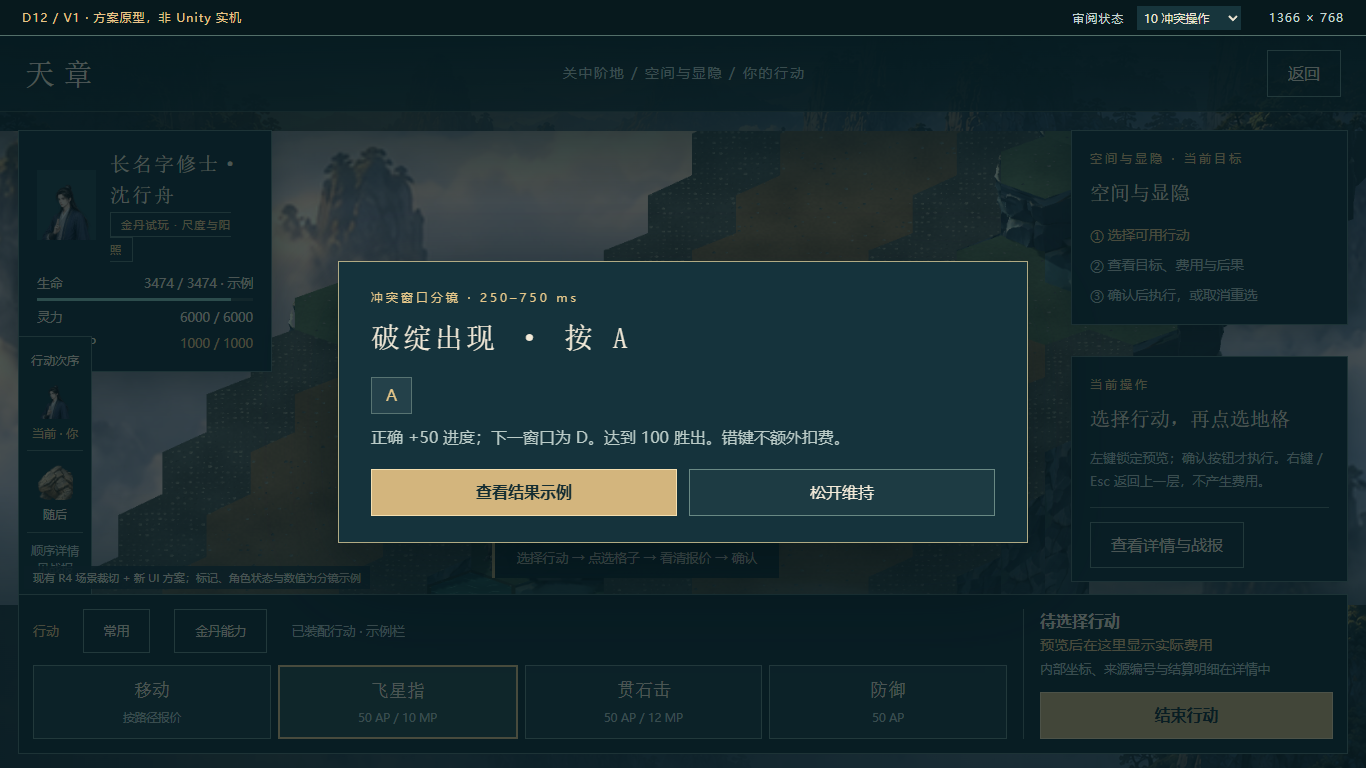 D12 / V1 · 方案原型，非 Unity 实机
审阅状态
10 冲突操作
1366 × 768
天章
关中阶地 / 空间与显隐 / 你的行动
返回
长名字修士·
沈行舟
金丹试玩 · 尺度与阳
照
生命
3474 / 3474 · 示例
灵力
6000 / 6000
1000 / 1000
行动次序
当前 · 你
随后
顺序详情
空间与显隐 · 当前目标
空间与显隐
① 选择可用行动
② 查看目标、费用与后果
③ 确认后执行，或取消重选
冲突窗口分镜 · 250–750 ms
破绽出现 · 按 A
A
正确 +50 进度；下一窗口为 D。达到 100 胜出。错键不额外扣费。
查看结果示例
松开维持
当前操作
选择行动，再点选地格
左键锁定预览；确认按钮才执行。右键 /
Esc 返回上一层，不产生费用。
查看详情与战报
选择行动 → 点选格子 → 看清报价 → 确认
现有 R4 场景裁切 + 新 UI 方案；标记、角色状态与数值为分镜示例
行动
常用
金丹能力
已装配行动 · 示例栏
移动
按路径报价
飞星指
50 AP / 10 MP
贯石击
50 AP / 12 MP
防御
50 AP
待选择行动
预览后在这里显示实际费用
内部坐标、来源编号与结算明细在详情中
结束行动